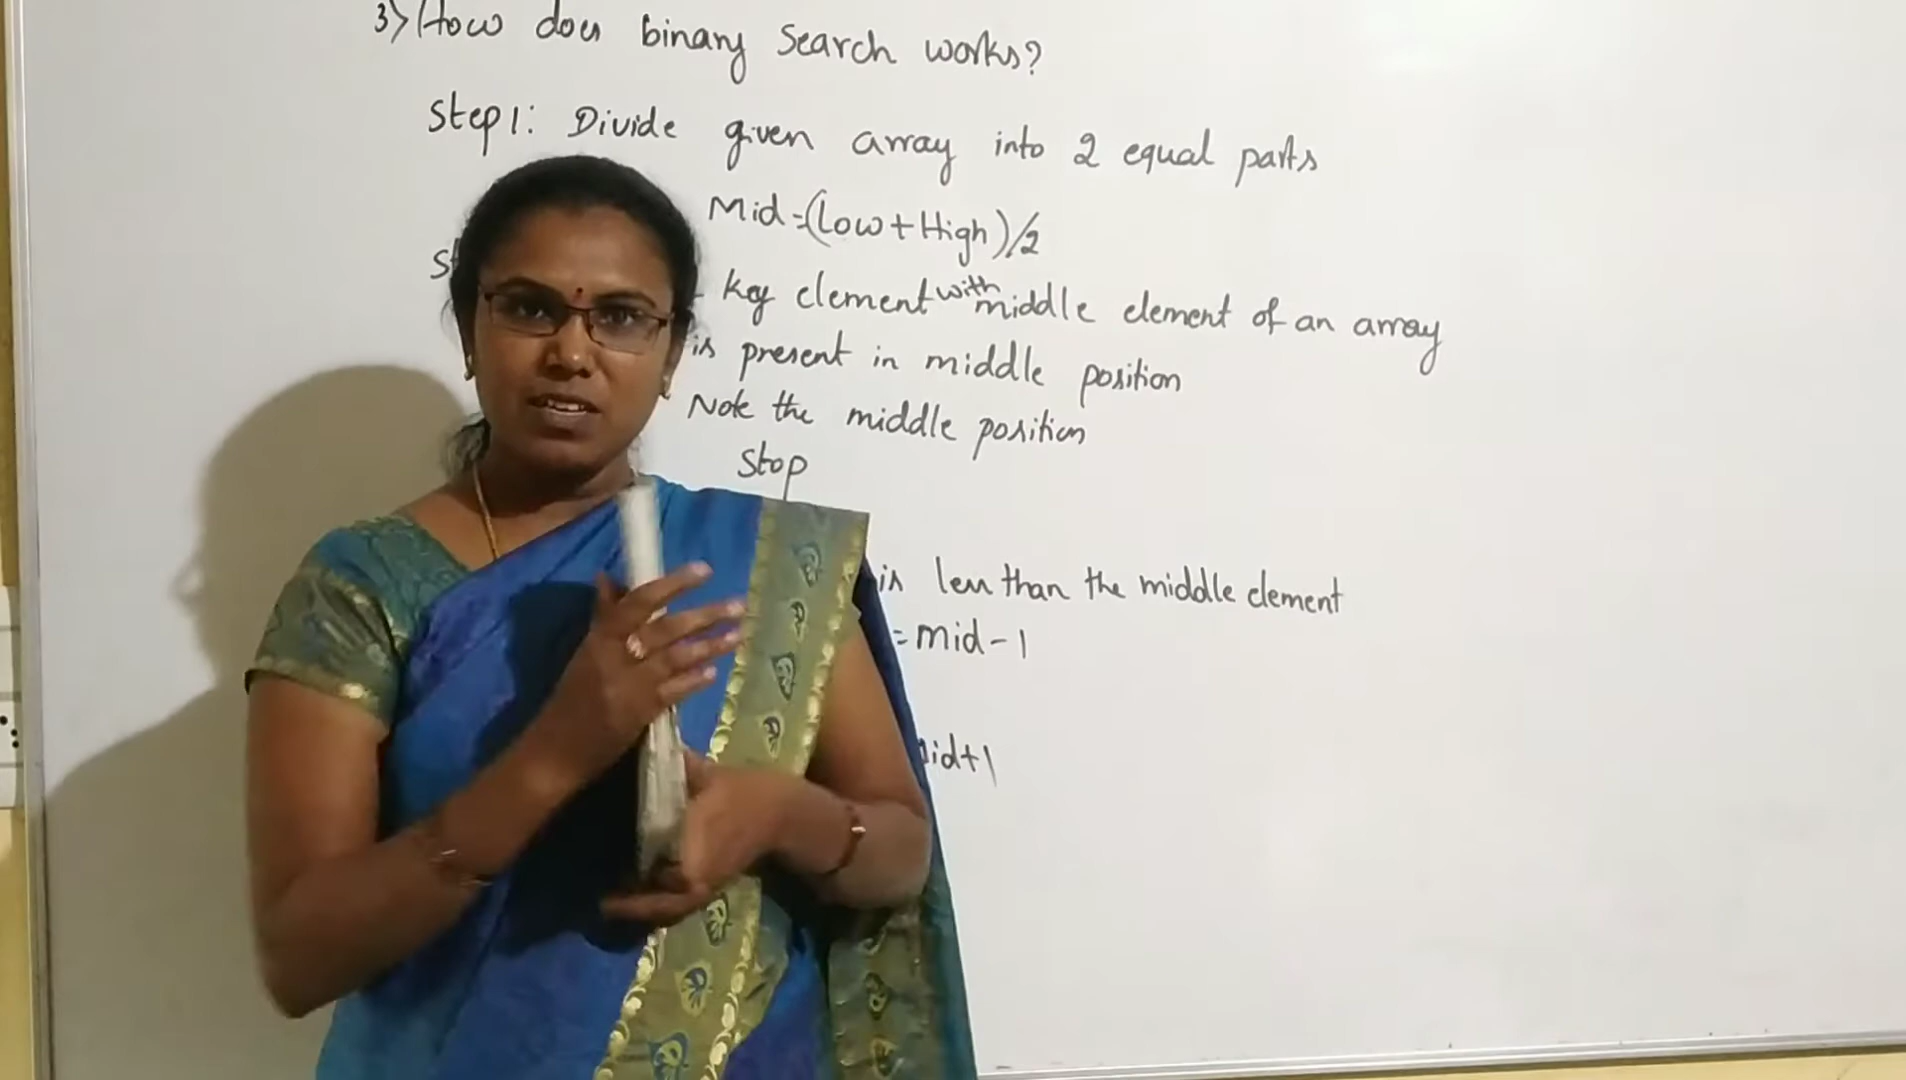 3) How does binary Search works?
Step1: Divide given array into 2 equal parts
Mid=(Low+High)/2
key element with middle element of an array
is present in middle position
Note the middle position
Stop
is less than the middle element
=mid-1
mid+1